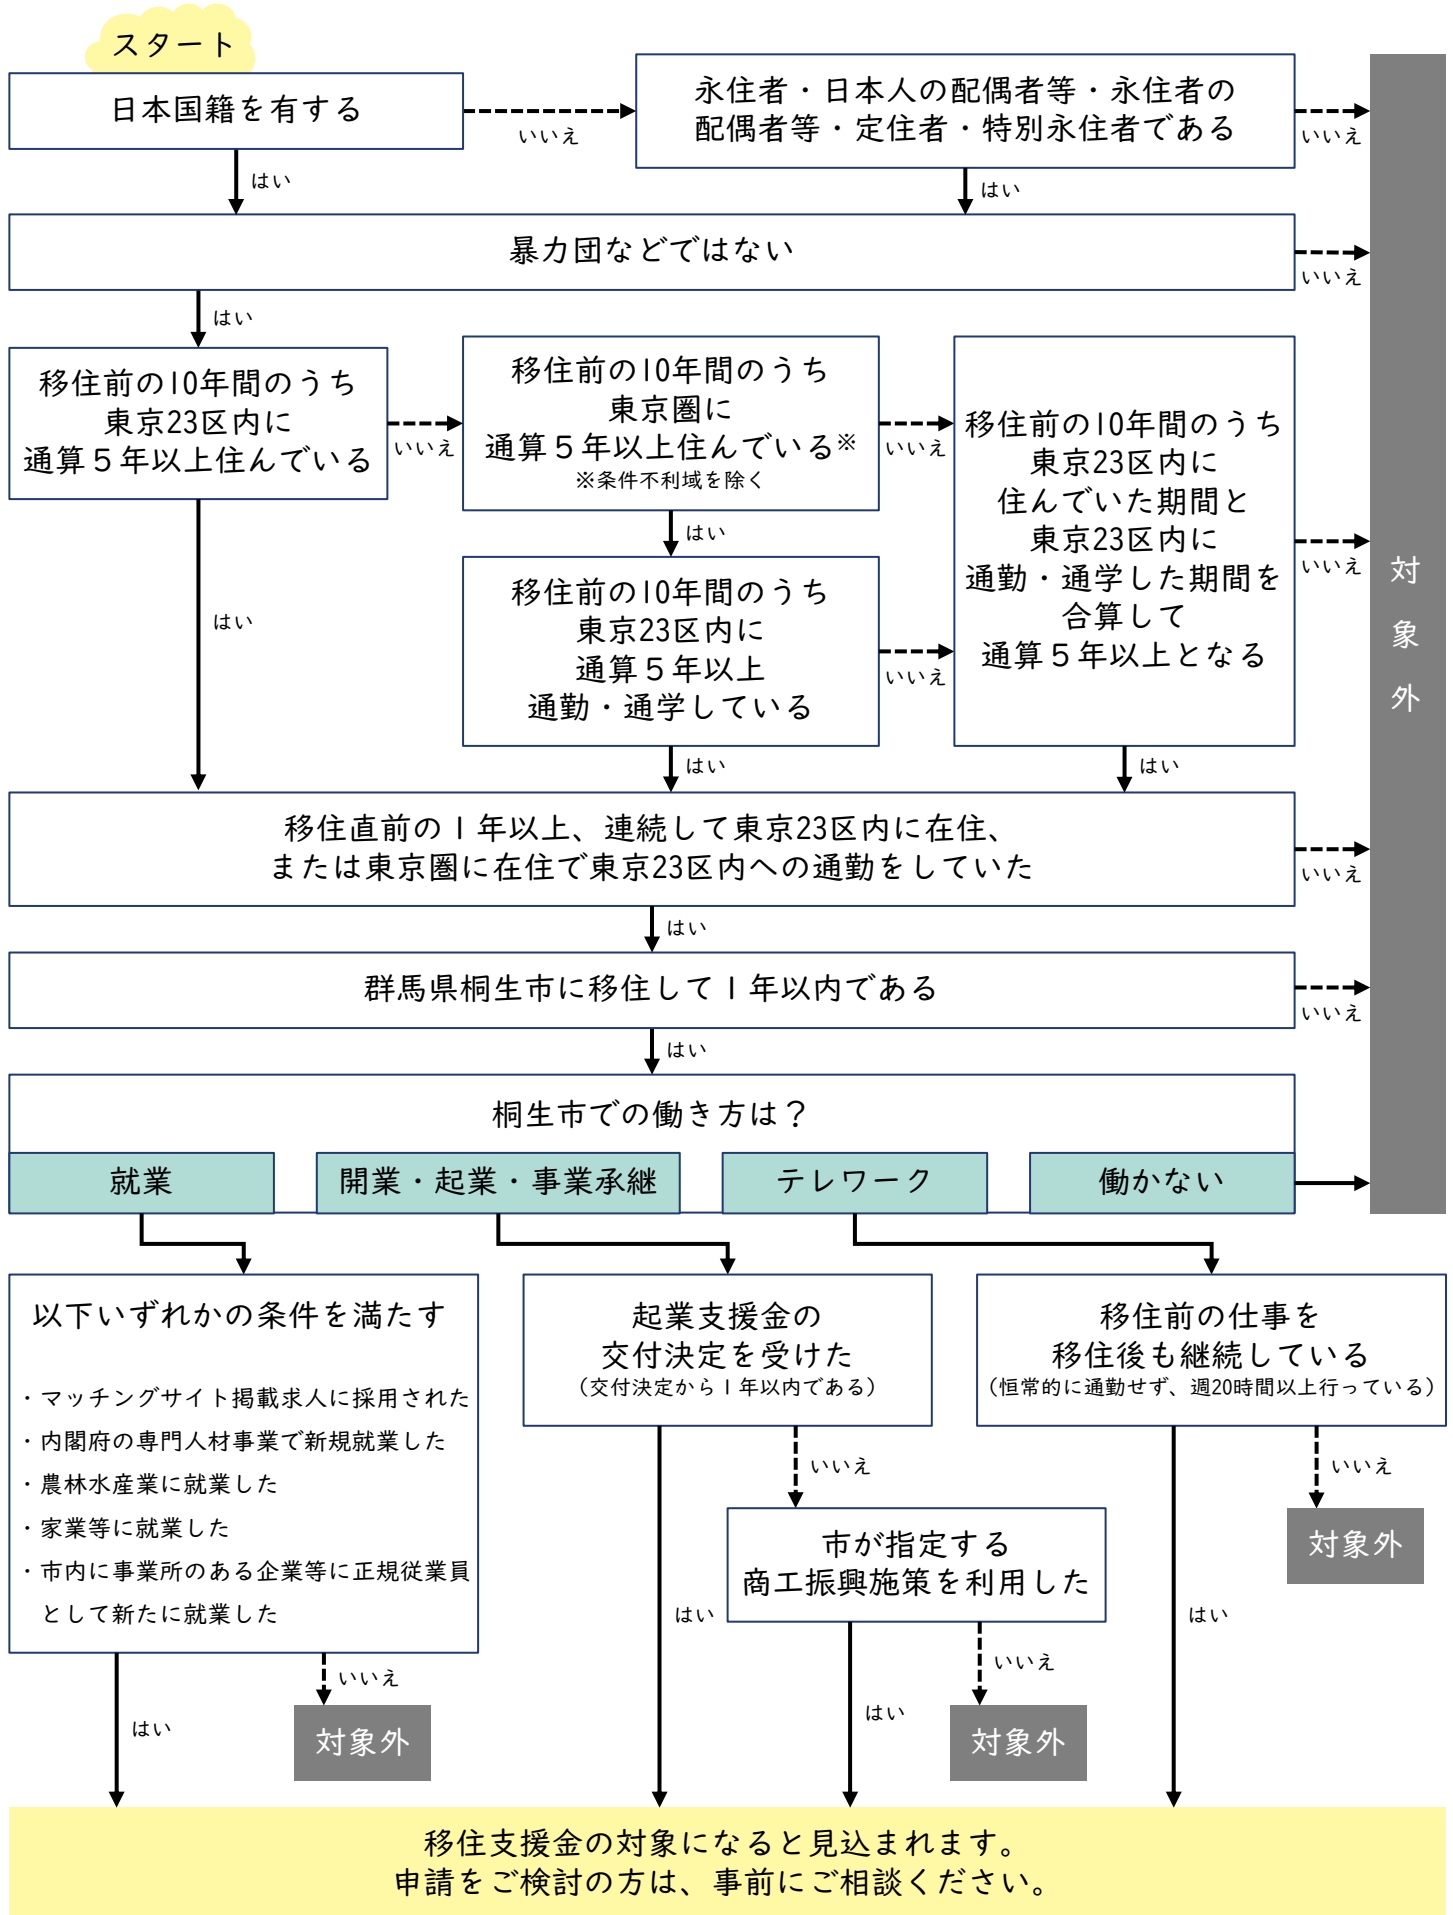 スタート
日本国籍を有する
いいえ
永住者・日本人の配偶者等・永住者の
配偶者等・定住者・特別永住者である
いいえ
はい
はい
暴力団などではない
いいえ
はい
移住前の10年間のうち
東京23区内に
通算５年以上住んでいる
いいえ
移住前の10年間のうち
東京圏に
通算５年以上住んでいる※
※条件不利域を除く
いいえ
移住前の10年間のうち
東京23区内に
住んでいた期間と
東京23区内に
通勤・通学した期間を
合算して
通算５年以上となる
いいえ
対象外
はい
はい
移住前の10年間のうち
東京23区内に
通算５年以上
通勤・通学している
いいえ
はい
はい
移住直前の１年以上、連続して東京23区内に在住、
または東京圏に在住で東京23区内への通勤をしていた
いいえ
はい
群馬県桐生市に移住して１年以内である
いいえ
はい
桐生市での働き方は？
就業
開業・起業・事業承継
テレワーク
働かない
以下いずれかの条件を満たす
・マッチングサイト掲載求人に採用された
・内閣府の専門人材事業で新規就業した
・農林水産業に就業した
・家業等に就業した
・市内に事業所のある企業等に正規従業員
として新たに就業した
いいえ
対象外
はい
起業支援金の
交付決定を受けた
（交付決定から１年以内である）
いいえ
はい
市が指定する
商工振興施策を利用した
いいえ
対象外
はい
移住前の仕事を
移住後も継続している
（恒常的に通勤せず、週20時間以上行っている）
いいえ
対象外
はい
移住支援金の対象になると見込まれます。
申請をご検討の方は、事前にご相談ください。